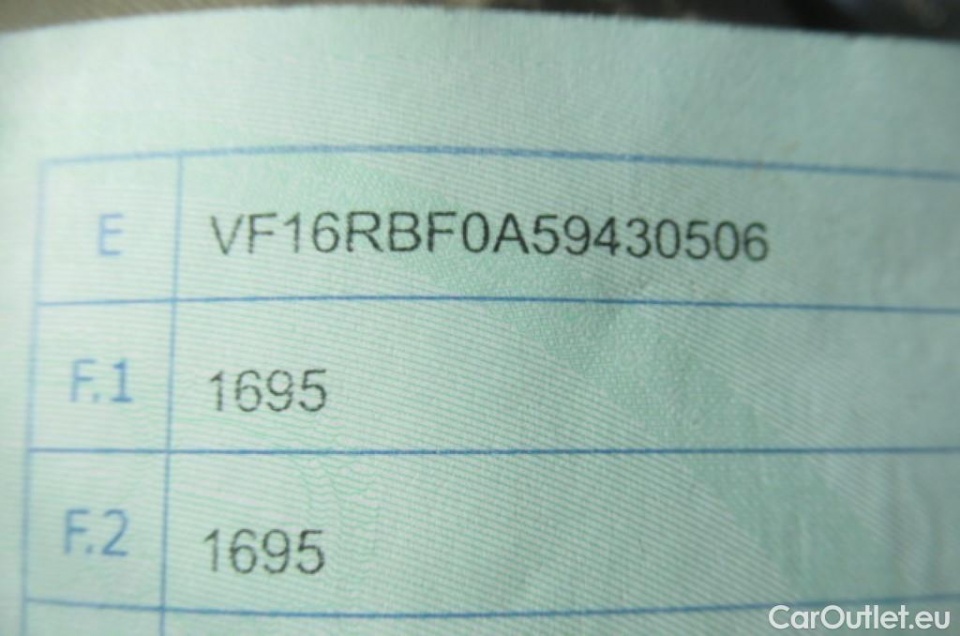 E VF16RBF0A59430506
F.1 1695
F.2 1695
CarOutlet.eu